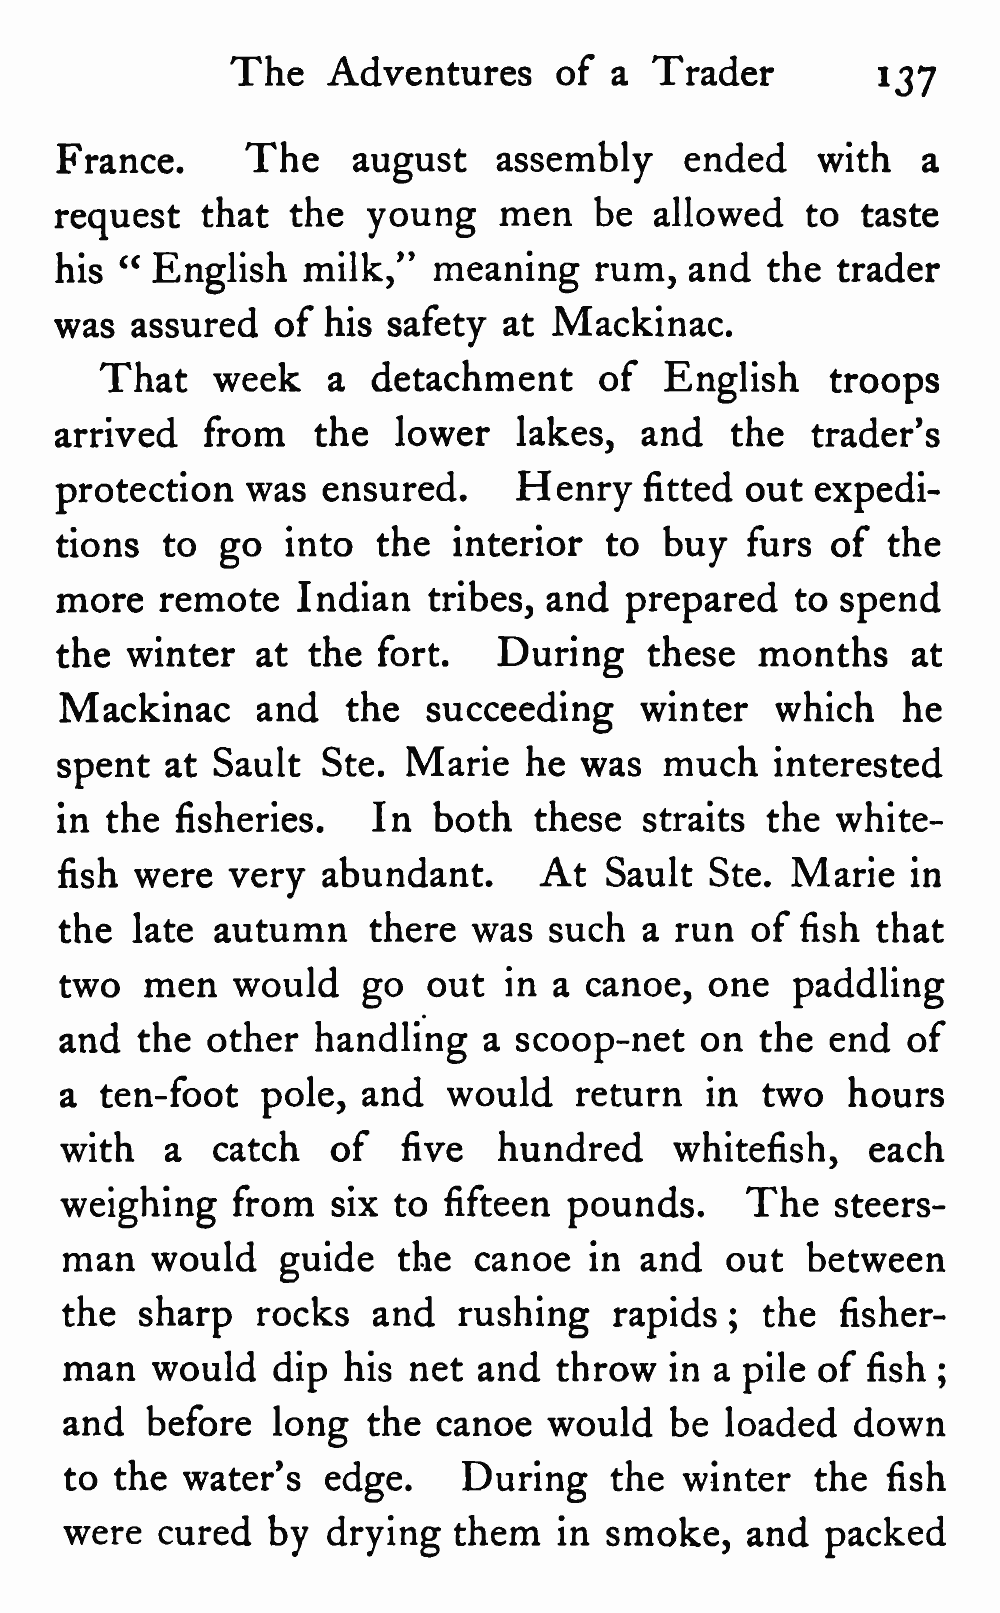 The Adventures of a Trader 137
France. The august assembly ended with a
request that the young men be allowed to taste
his “ English milk,” meaning rum, and the trader
was assured of his safety at Mackinac.
That week a detachment of English troops
arrived from the lower lakes, and the trader’s
protection was ensured. Henry fitted out expedi-
tions to go into the interior to buy furs of the
more remote Indian tribes, and prepared to spend
the winter at the fort. During these months at
Mackinac and the succeeding winter which he
spent at Sault Ste. Marie he was much interested
in the fisheries. In both these straits the white-
fish were very abundant. At Sault Ste. Marie in
the late autumn there was such a run of fish that
two men would go out in a canoe, one paddling
and the other handling a scoop-net on the end of
a ten-foot pole, and would return in two hours
with a catch of five hundred whitefish, each
weighing from six to fifteen pounds. The steers-
man would guide the canoe in and out between
the sharp rocks and rushing rapids ; the fisher-
man would dip his net and throw in a pile of fish ;
and before long the canoe would be loaded down
to the water’s edge. During the winter the fish
were cured by drying them in smoke, and packed